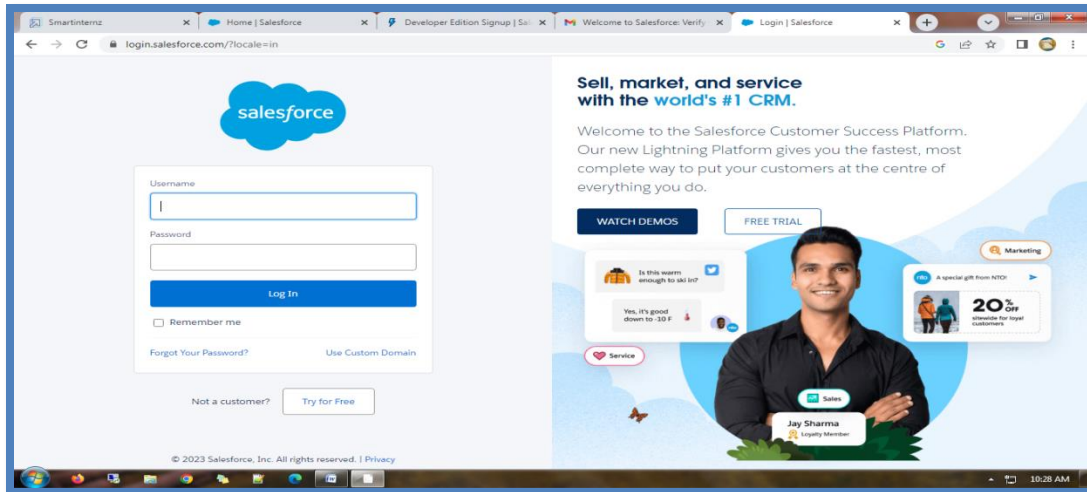 Smartinternz
Home | Salesforce
Developer Edition Signup | Sal
Welcome to Salesforce: Verify
Login | Salesforce
login.salesforce.com/?locale=in
salesforce
Username
Password
Log In
Remember me
Forgot Your Password?
Use Custom Domain
Not a customer?
Try for Free
© 2023 Salesforce, Inc. All rights reserved. | Privacy
Sell, market, and service
with the world's #1 CRM.
Welcome to the Salesforce Customer Success Platform.
Our new Lightning Platform gives you the fastest, most
complete way to put your customers at the centre of
everything you do.
WATCH DEMOS
FREE TRIAL
Marketing
Is this warm
enough to ski in?
Yes, it's good
down to -10 F
Service
nto
A special gift from NTO!
20% OFF
sitewide for loyal
customers
Sales
Jay Sharma
Loyalty Member
10:28 AM